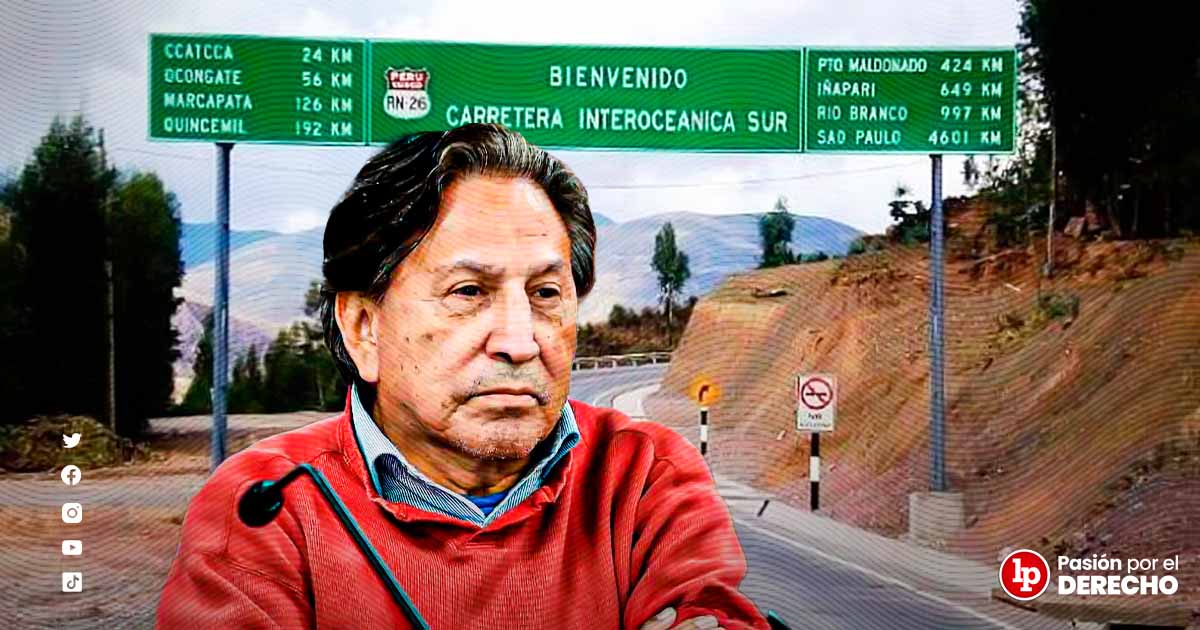 CCATCCA 24 KM
OCONGATE 56 KM
MARCAPATA 126 KM
QUINCEMIL 192 KM
PERU
CUSCO
RN-26
BIENVENIDO
CARRETERA INTEROCEANICA SUR
PTO MALDONADO 424 KM
IÑAPARI 649 KM
RIO BRANCO 997 KM
SAO PAULO 4601 KM
lp Pasión por el
DERECHO